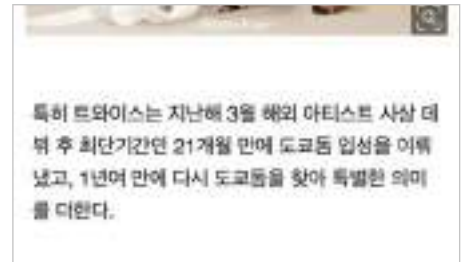 특히 트와이스는 지난해 3월 해외 아티스트 사상 데
뷔 후 최단기간인 21개월 만에 도쿄돔 입성을 이뤄
냈고, 1년여 만에 다시 도쿄돔을 찾아 특별한 의미
를 더한다.